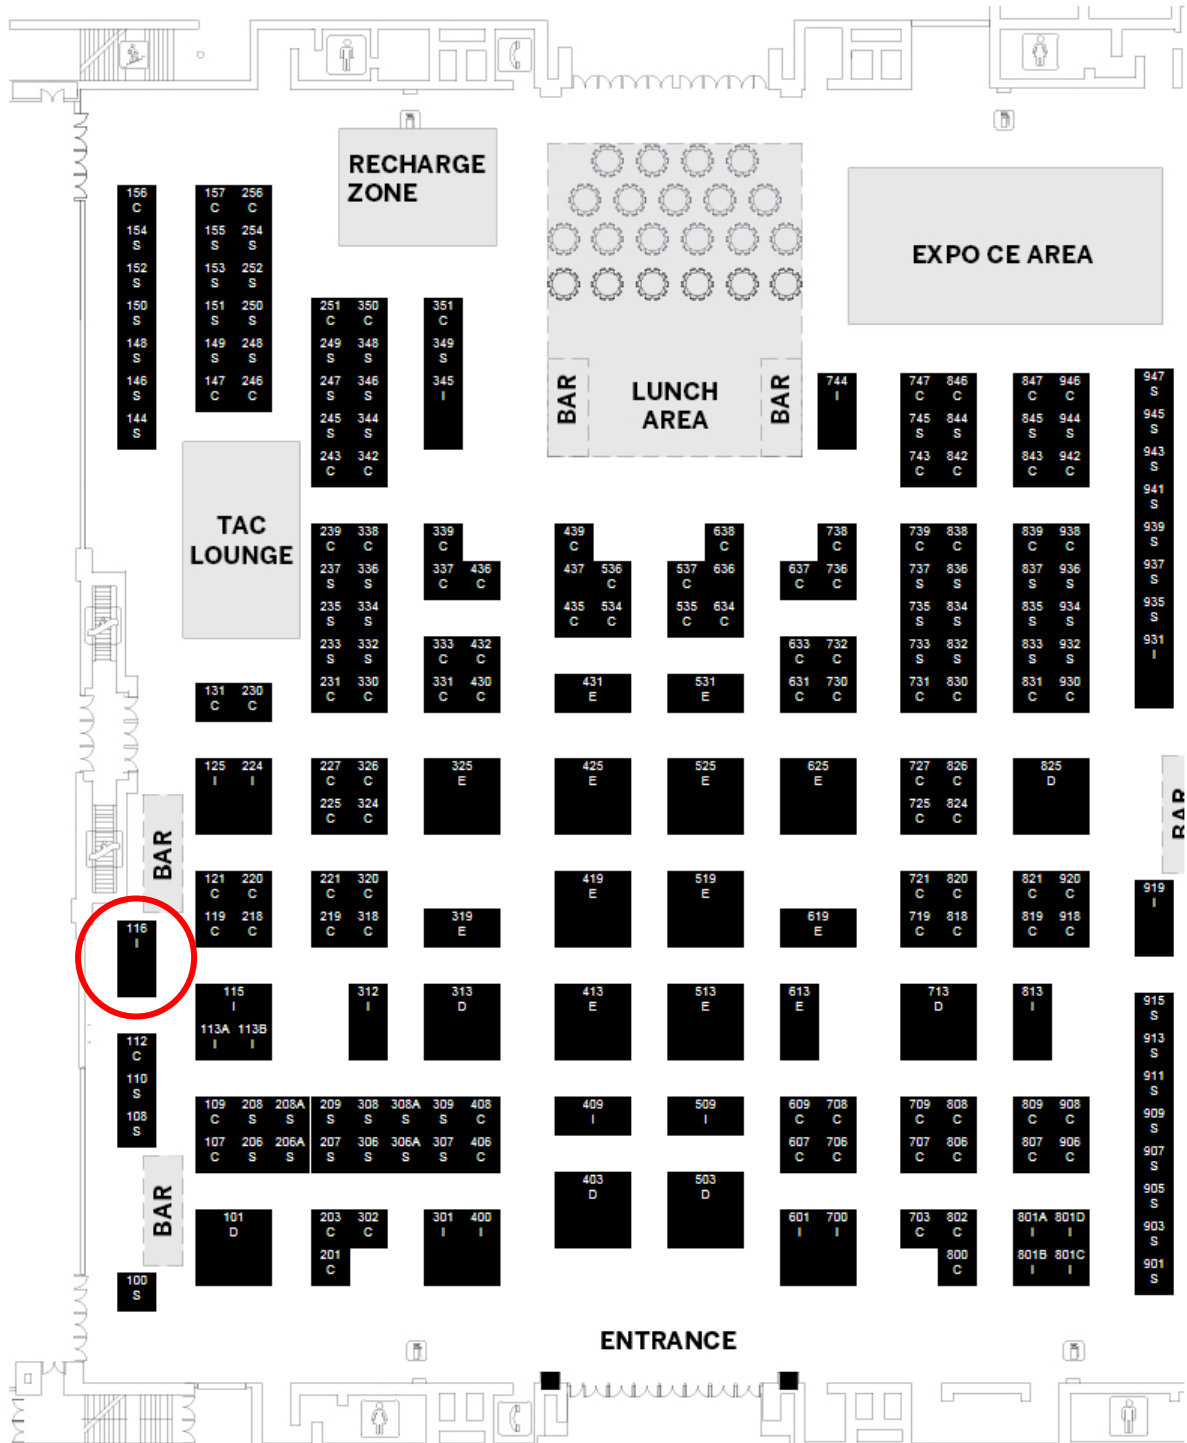 RECHARGE
ZONE
EXPO CE AREA
LUNCH
AREA
BAR
BAR
TAC
LOUNGE
BAR
BAR
BAR
ENTRANCE
156 C
154 S
152 S
150 S
148 S
146 S
144 S
157 C 256 C
155 S 254 S
153 S 252 S
151 S 250 S
149 S 248 S
147 C 246 C
251 C 350 C
249 S 348 S
247 S 346 S
245 S 344 S
243 C 342 C
351 C
349 S
345 I
744 I
747 C 846 C
745 S 844 S
743 C 842 C
847 C 946 C
845 S 944 S
843 C 942 C
947 S
945 S
943 S
941 S
939 S
937 S
935 S
931 I
239 C 338 C
237 S 336 S
235 S 334 S
233 S 332 S
231 C 330 C
339 C
337 C 436 C
333 C 432 C
331 C 430 C
439 C
437 536 C
435 C 534 C
638 C
537 C 636
535 C 634 C
738 C
637 C 736 C
633 C 732 C
631 C 730 C
431 E
531 E
739 C 838 C
737 S 836 S
735 S 834 S
733 S 832 S
731 C 830 C
839 C 938 C
837 S 936 S
835 S 934 S
833 S 932 S
831 C 930 C
131 C 230 C
125 I 224 I
227 C 326 C
225 C 324 C
325 E
425 E
525 E
625 E
727 C 826 C
725 C 824 C
825 D
121 C 220 C
119 C 218 C
221 C 320 C
219 C 318 C
319 E
419 E
519 E
619 E
721 C 820 C
719 C 818 C
821 C 920 C
819 C 918 C
919 I
116 I
115 I
113A I 113B I
312 I
313 D
413 E
513 E
613 E
713 D
813 I
112 C
110 S
108 S
109 C 208 S 208A S
107 C 206 S 206A S
209 S 308 S 308A S 309 S 408 C
207 S 306 S 306A S 307 S 406 C
409 I
509 I
609 C 708 C
607 C 706 C
709 C 808 C
707 C 806 C
809 C 908 C
807 C 906 C
915 S
913 S
911 S
909 S
907 S
905 S
903 S
901 S
403 D
503 D
101 D
203 C 302 C
201 C
301 I 400 I
601 I 700 I
703 C 802 C
800 C
801A I 801D I
801B I 801C I
100 S